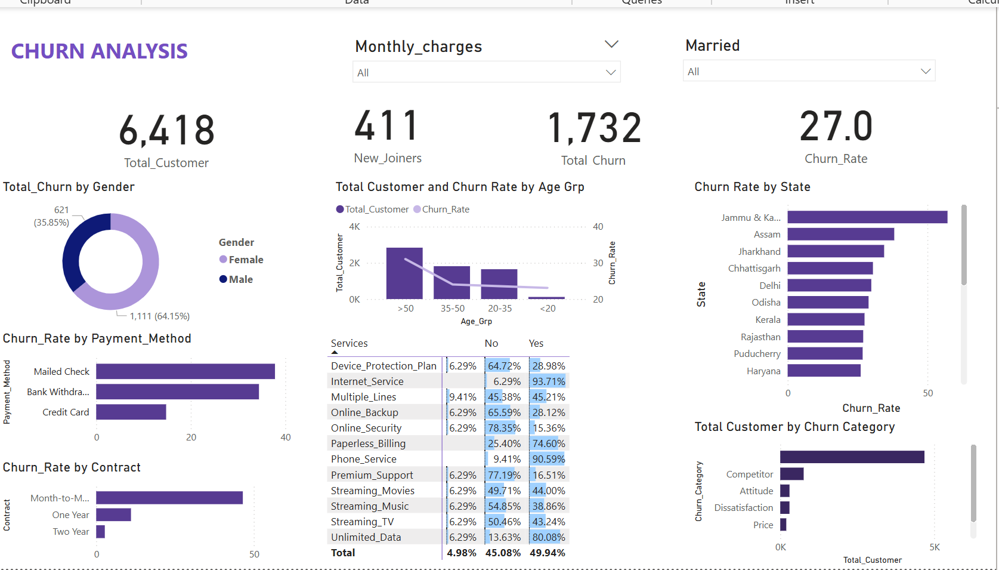 Clipboard
Data
Queries
Insert
CHURN ANALYSIS
Monthly_charges
All
Married
All
6,418
Total_Customer
411
New_Joiners
1,732
Total Churn
27.0
Churn_Rate
Total_Churn by Gender
621
(35.85%)
1,111 (64.15%)
Gender
Female
Male
Total Customer and Churn Rate by Age Grp
Total_Customer Churn_Rate
Total_Customer
4K
2K
0K
40
30
20
Churn_Rate
>50 35-50 20-35 <20
Age_Grp
Churn Rate by State
State
Jammu & Ka...
Assam
Jharkhand
Chhattisgarh
Delhi
Odisha
Kerala
Rajasthan
Puducherry
Haryana
0 50
Churn_Rate
Churn_Rate by Payment_Method
Payment_Method
Mailed Check
Bank Withdra...
Credit Card
0 20 40
Churn_Rate by Contract
Contract
Month-to-M...
One Year
Two Year
0 50
Services No Yes
Device_Protection_Plan 6.29% 64.72% 28.98%
Internet_Service 6.29% 93.71%
Multiple_Lines 9.41% 45.38% 45.21%
Online_Backup 6.29% 65.59% 28.12%
Online_Security 6.29% 78.35% 15.36%
Paperless_Billing 25.40% 74.60%
Phone_Service 9.41% 90.59%
Premium_Support 6.29% 77.19% 16.51%
Streaming_Movies 6.29% 49.71% 44.00%
Streaming_Music 6.29% 54.85% 38.86%
Streaming_TV 6.29% 50.46% 43.24%
Unlimited_Data 6.29% 13.63% 80.08%
Total 4.98% 45.08% 49.94%
Total Customer by Churn Category
Churn_Category
Competitor
Attitude
Dissatisfaction
Price
0K 5K
Total_Customer